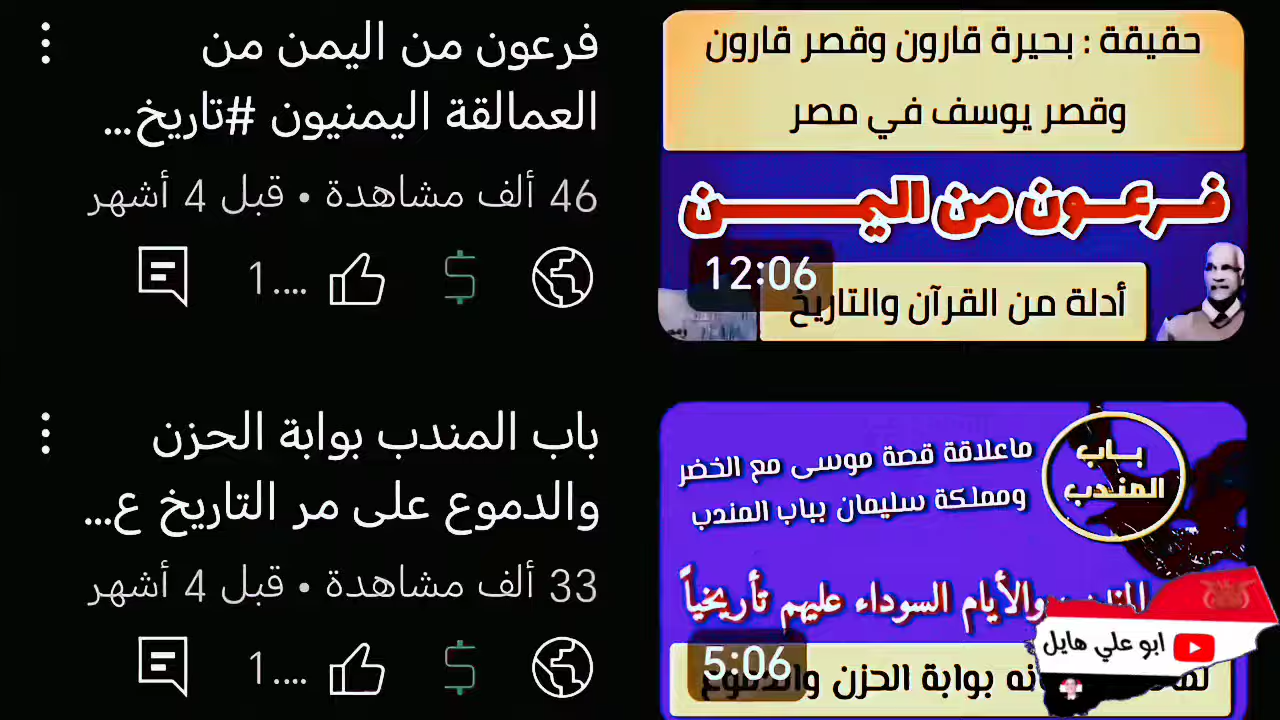 حقيقة : بحيرة قارون وقصر قارون
وقصر يوسف في مصر
فرعون من اليمن
12:06
أدلة من القرآن والتاريخ
فرعون من اليمن من
العمالقة اليمنيون #تاريخ...
46 ألف مشاهدة • قبل 4 أشهر
1....
باب
المندب
ماعلاقة قصة موسى مع الخضر
ومملكة سليمان بباب المندب
والأيام السوداء عليهم تأريخياً
ابو علي هايل
5:06
بوابة الحزن والدموع
باب المندب بوابة الحزن
والدموع على مر التاريخ ع...
33 ألف مشاهدة • قبل 4 أشهر
1....